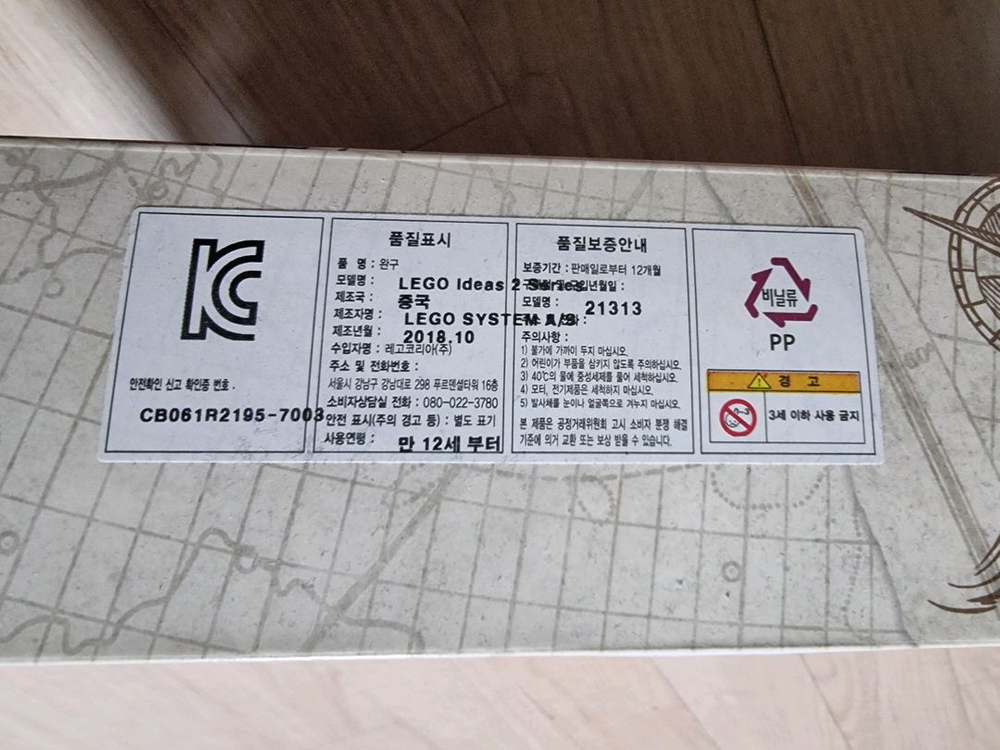 KC
안전확인 신고 확인증 번호 .
CB061R2195-7003
품질표시
품 명 : 완구
모델명 : LEGO Ideas 2 Series
제조국 : 중국
제조자명 : LEGO SYSTEM A/S
제조년월 : 2018.10
수입자명 : 레고코리아(주)
주소 및 전화번호 :
서울시 강남구 강남대로 298 푸르덴셜타워 16층
소비자상담실 전화 : 080-022-3780
안전 표시(주의 경고 등) : 별도 표기
사용연령 : 만 12세 부터
품질보증안내
보증기간 : 판매일로부터 12개월
구입년월일 :
모델명 : 21313
주의사항 :
1) 불가에 가까이 두지 마십시오.
2) 어린이가 부품을 삼키지 않도록 주의하십시오.
3) 40℃의 물에 중성세제를 풀어 세척하십시오.
4) 모터, 전기제품은 세척하지 마십시오.
5) 발사체를 눈이나 얼굴쪽으로 겨누지 마십시오.
본 제품은 공정거래위원회 고시 소비자 분쟁 해결
기준에 의거 교환 또는 보상 받을 수 있습니다.
비닐류
PP
경 고
0-3
3세 이하 사용 금지